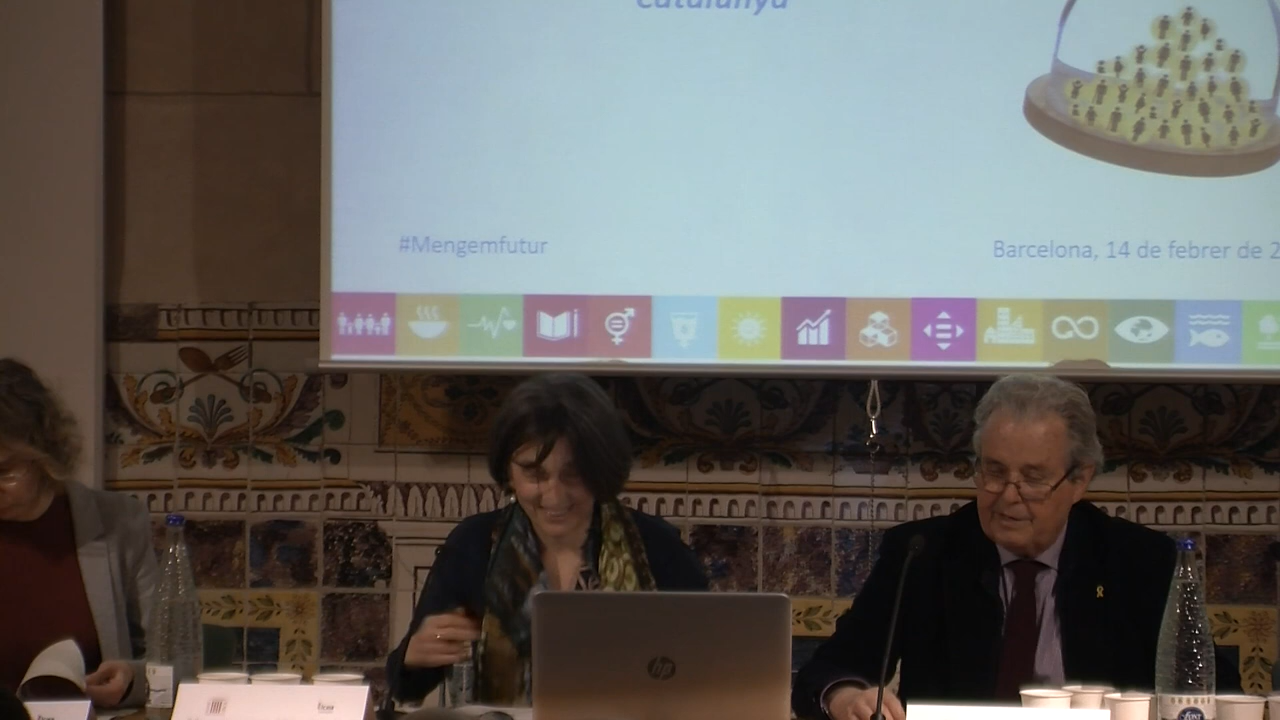 Catalunya
#Mengemfutur
Barcelona, 14 de febrer de 2
hp